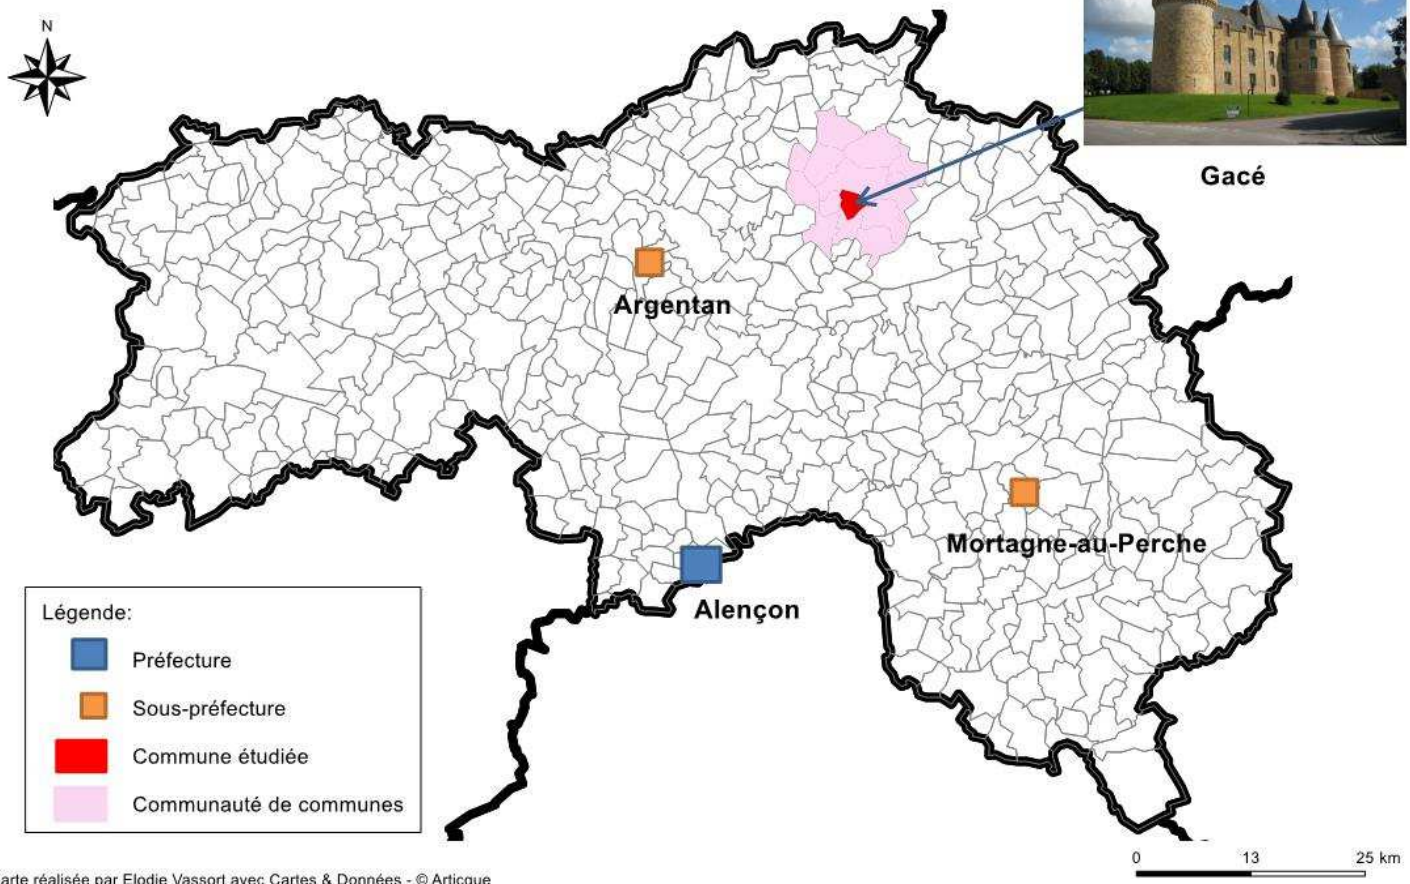 N
Gacé
Argentan
Mortagne-au-Perche
Alençon
Légende:
Préfecture
Sous-préfecture
Commune étudiée
Communauté de communes
0 13 25 km
arte réalisée par Elodie Vassort avec Cartes & Données - © Articque